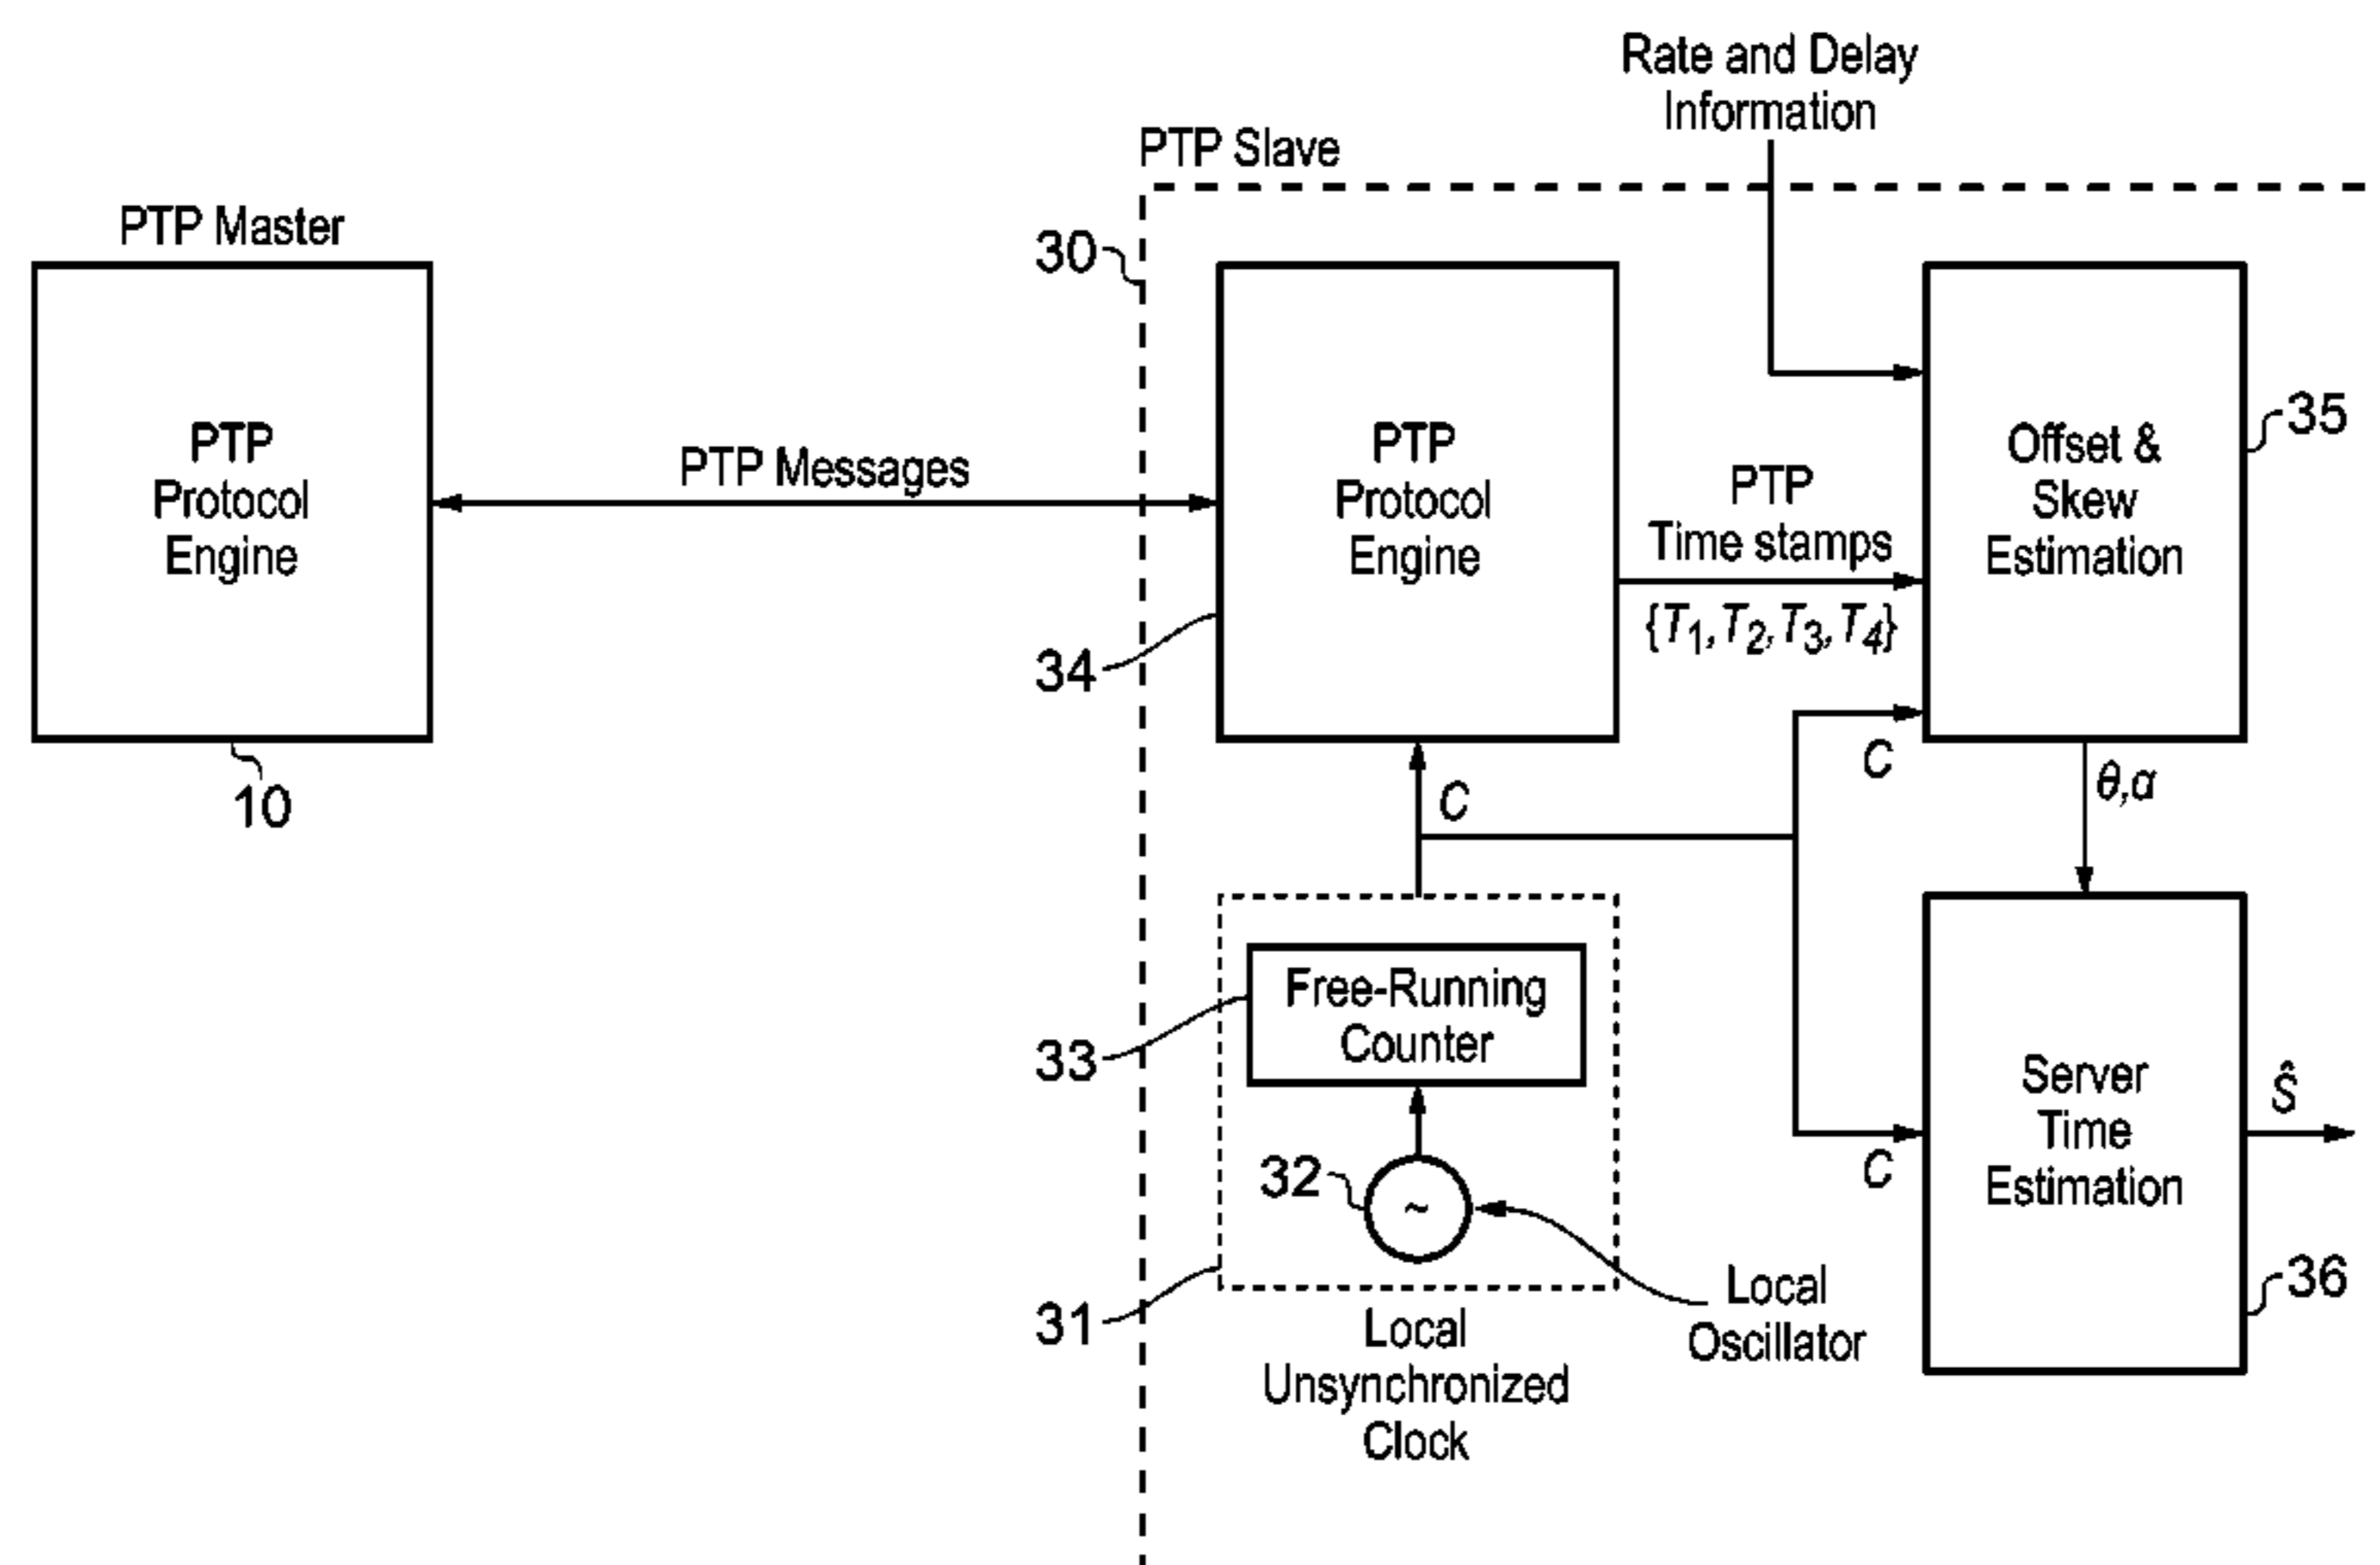 Rate and Delay
Information
PTP Slave
PTP Master
30
PTP
Protocol
Engine
10
PTP Messages
PTP
Protocol
Engine
34
PTP
Time stamps
{T1,T2,T3,T4}
Offset &
Skew
Estimation
35
C
C
θ,α
Free-Running
Counter
33
32
~
31
Local
Unsynchronized
Clock
Local
Oscillator
C
Server
Time
Estimation
Ŝ
36